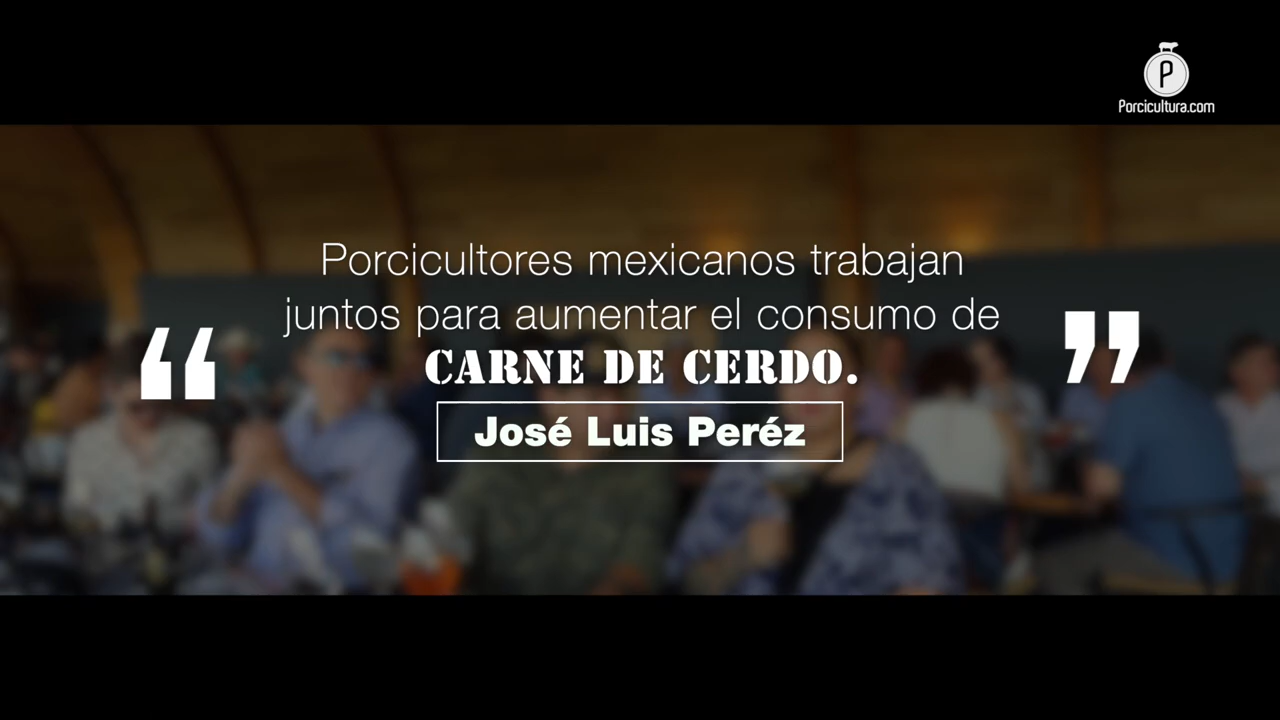 P
Porcicultura.com
Porcicultores mexicanos trabajan
juntos para aumentar el consumo de
“ CARNE DE CERDO. ”
José Luis Peréz